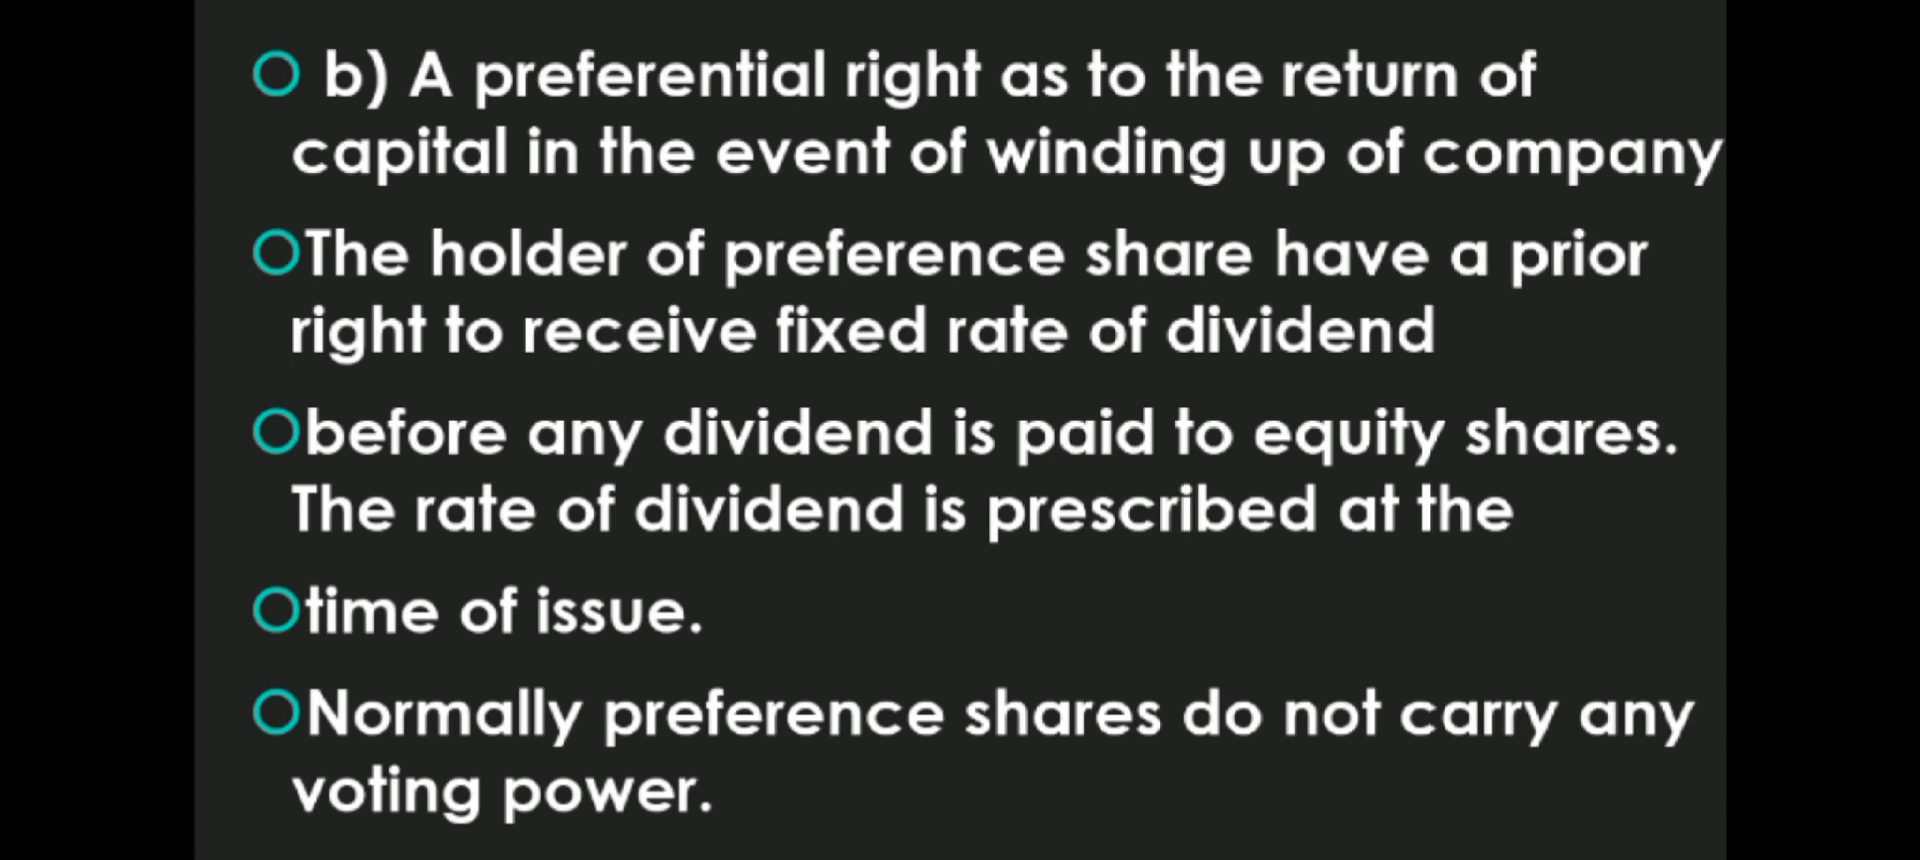 b) A preferential right as to the return of
capital in the event of winding up of company
The holder of preference share have a prior
right to receive fixed rate of dividend
before any dividend is paid to equity shares.
The rate of dividend is prescribed at the
time of issue.
Normally preference shares do not carry any
voting power.